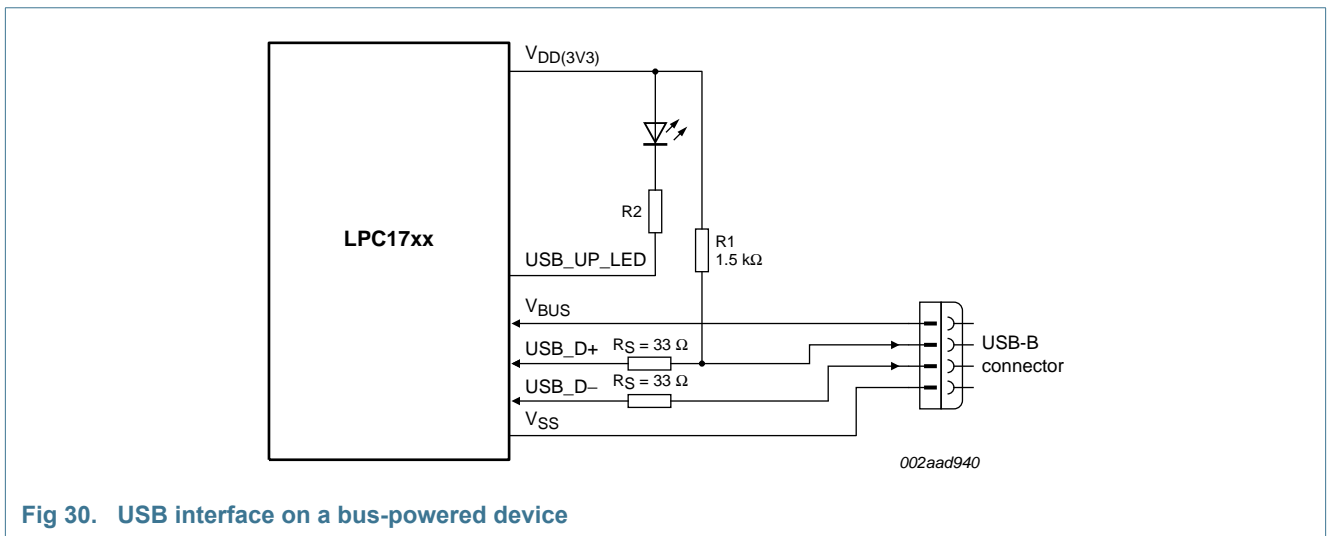 VDD(3V3)
R2
LPC17xx
R1
1.5 kΩ
USB_UP_LED
VBUS
USB_D+ RS = 33 Ω
USB-B
connector
USB_D− RS = 33 Ω
VSS
002aad940
Fig 30. USB interface on a bus-powered device